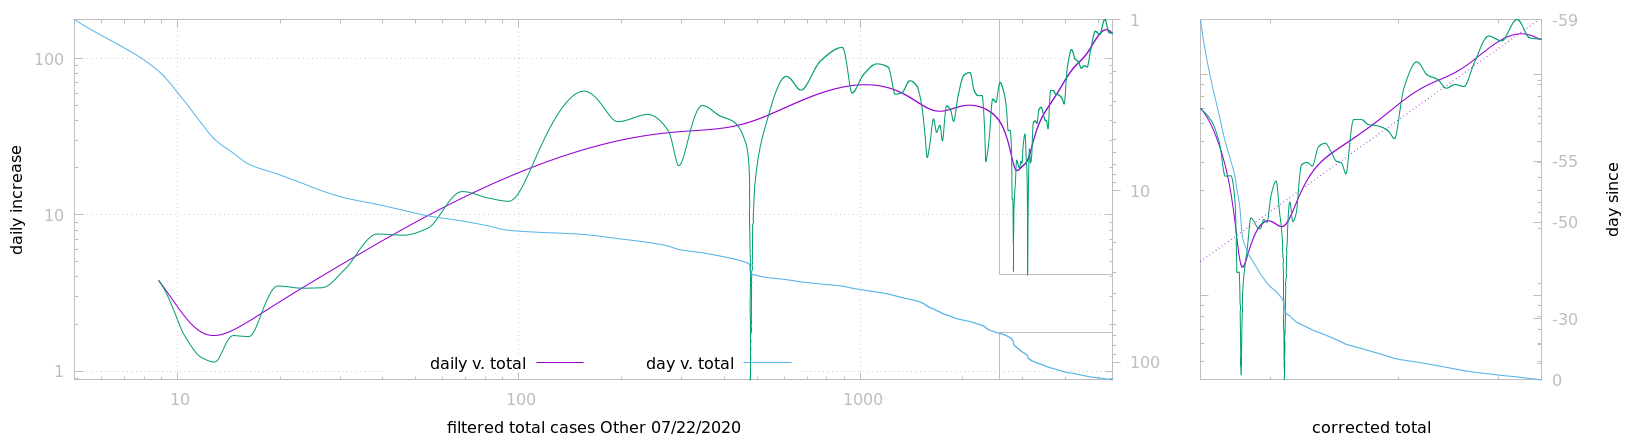 100
10
1
daily increase
10
100
1000
1
10
100
daily v. total
day v. total
filtered total cases Other 07/22/2020
-59
-55
-50
-30
0
day since
corrected total